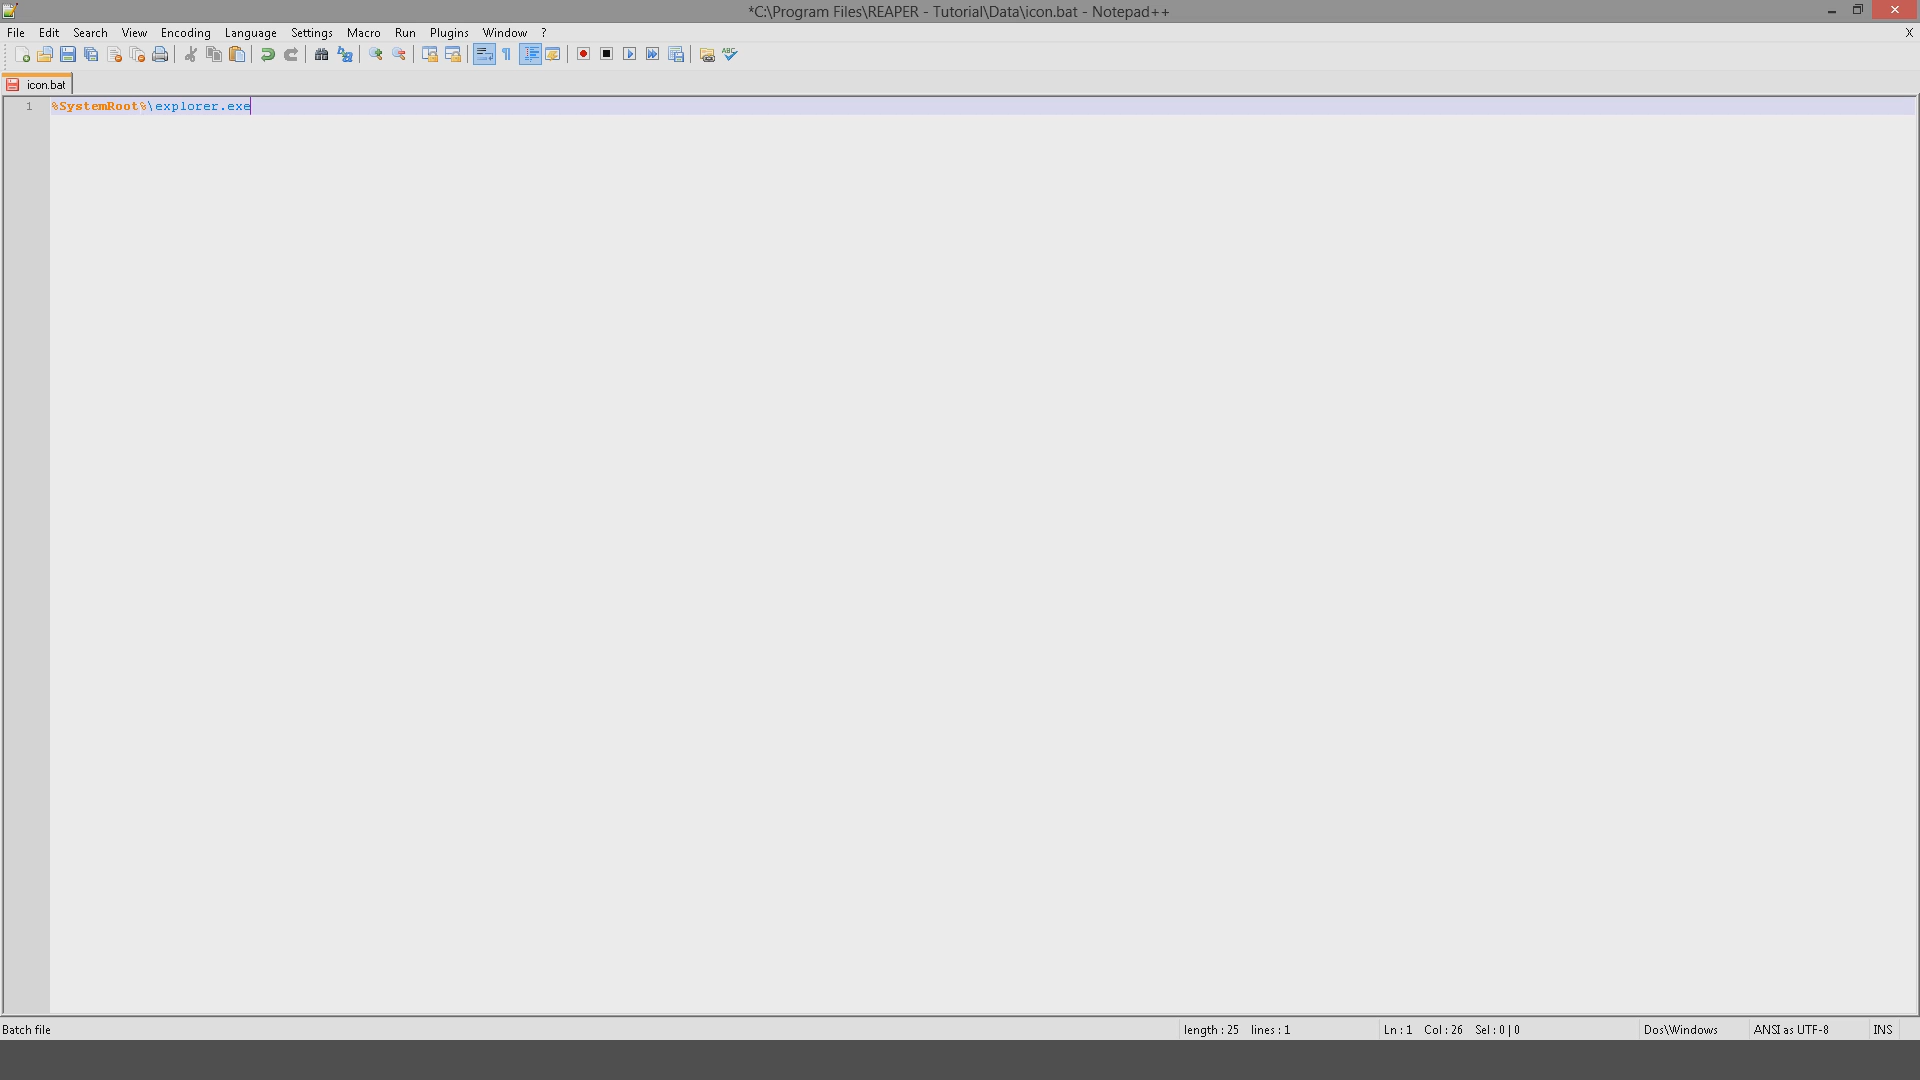 *C:\Program Files\REAPER - Tutorial\Data\icon.bat - Notepad++
File Edit Search View Encoding Language Settings Macro Run Plugins Window ? X
icon.bat
1 %SystemRoot%\explorer.exe
Batch file length : 25 lines : 1 Ln : 1 Col : 26 Sel : 0 | 0 Dos\Windows ANSI as UTF-8 INS